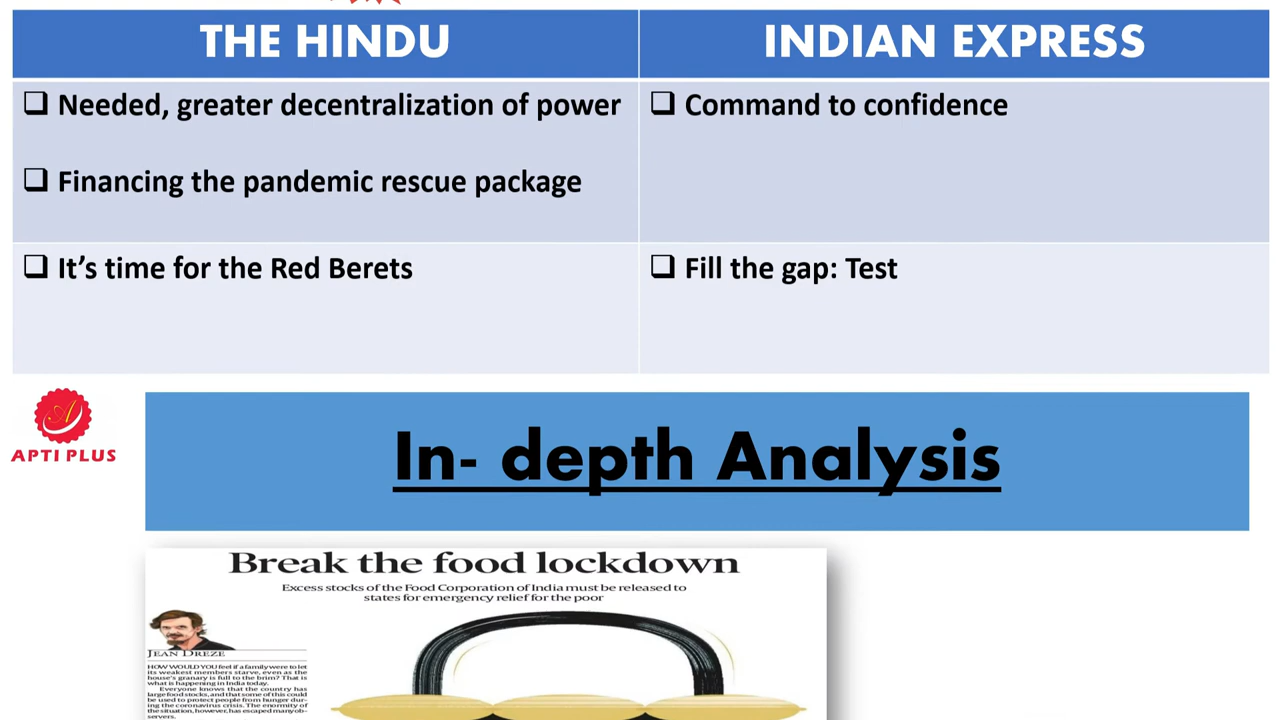 THE HINDU
INDIAN EXPRESS
Needed, greater decentralization of power
Command to confidence
Financing the pandemic rescue package
It's time for the Red Berets
Fill the gap: Test
APTI PLUS
In- depth Analysis
Break the food lockdown
Excess stocks of the Food Corporation of India must be released to
states for emergency relief for the poor
JEAN DREZE
HOW WOULD YOU feel if a family were to let
its weakest members starve, even as the
house's granary is full to the brim? That is
what is happening in India today.
Everyone knows that the country has
large food stocks, and that some of this could
be used to protect people from hunger dur-
ing the coronavirus crisis. The enormity of
the situation, however, has escaped many ob-
servers.